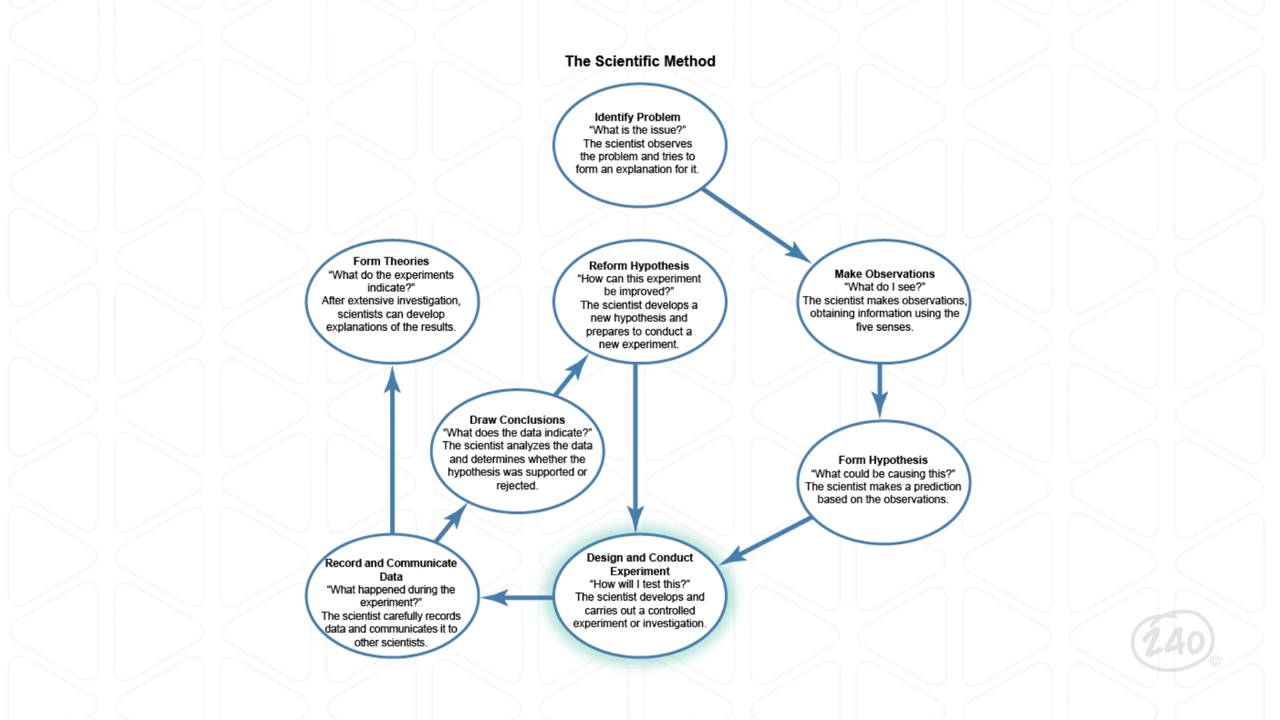 The Scientific Method
Identify Problem
“What is the issue?”
The scientist observes
the problem and tries to
form an explanation for it.
Form Theories
“What do the experiments
indicate?”
After extensive investigation,
scientists can develop
explanations of the results.
Reform Hypothesis
“How can this experiment
be improved?”
The scientist develops a
new hypothesis and
prepares to conduct a
new experiment.
Make Observations
“What do I see?”
The scientist makes observations,
obtaining information using the
five senses.
Draw Conclusions
“What does the data indicate?”
The scientist analyzes the data
and determines whether the
hypothesis was supported or
rejected.
Form Hypothesis
“What could be causing this?”
The scientist makes a prediction
based on the observations.
Record and Communicate
Data
“What happened during the
experiment?”
The scientist carefully records
data and communicates it to
other scientists.
Design and Conduct
Experiment
“How will I test this?”
The scientist develops and
carries out a controlled
experiment or investigation.
240
©